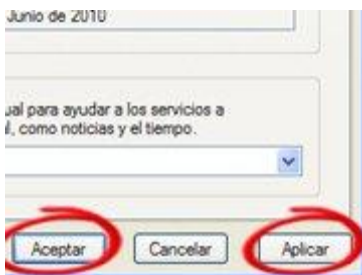 Junio de 2010
ual para ayudar a los servicios a
l, como noticias y el tiempo.
Aceptar Cancelar Aplicar